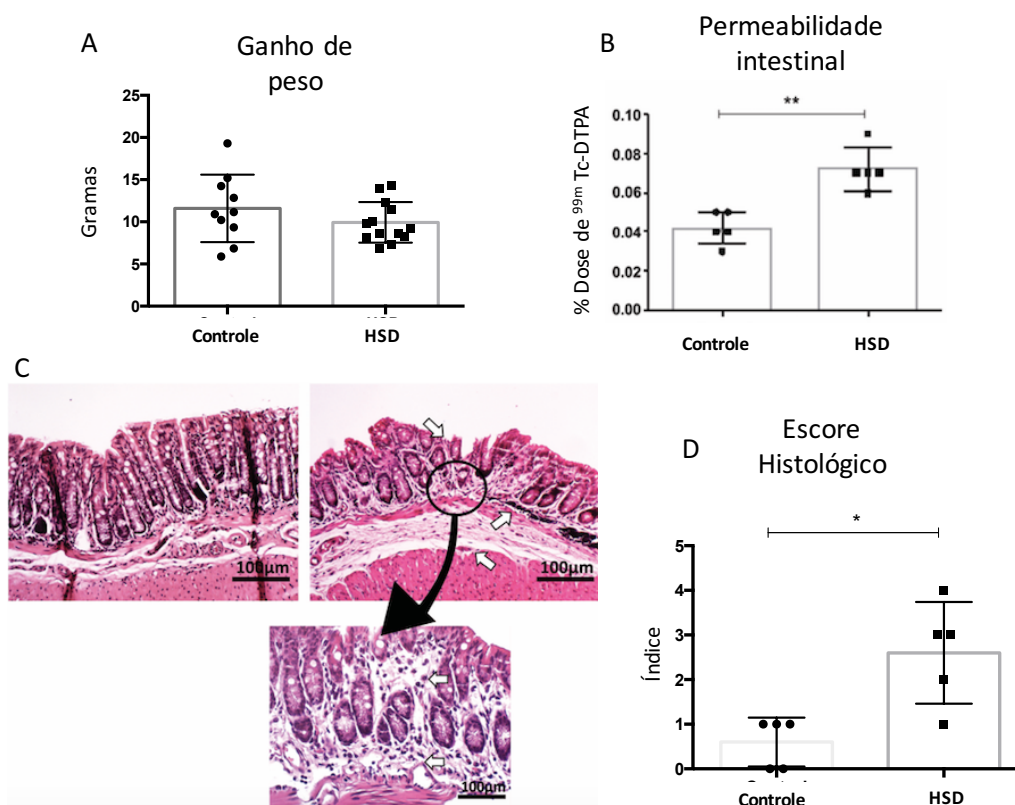 A
Ganho de
peso
25
20
15
10
5
0
Gramas
Controle
HSD
B
Permeabilidade
intestinal
**
0.10
0.08
0.06
0.04
0.02
0.00
% Dose de ⁹⁹ᵐ Tc-DTPA
Controle
HSD
C
100μm
100μm
100μm
D
Escore
Histológico
*
5
4
3
2
1
0
Índice
Controle
HSD